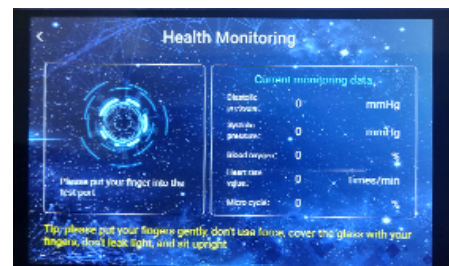 Health Monitoring
Current monitoring data
Diastolic
pressure: 0 mmHg
Systolic
pressure: 0 mmHg
Blood oxygen: 0 %
Heart rate
value: 0 Times/min
Micro cycle: 0 %
Please put your finger into the
test port
Tip: please put your fingers gently, don't use force, cover the glass with your
fingers, don't leak light, and sit upright